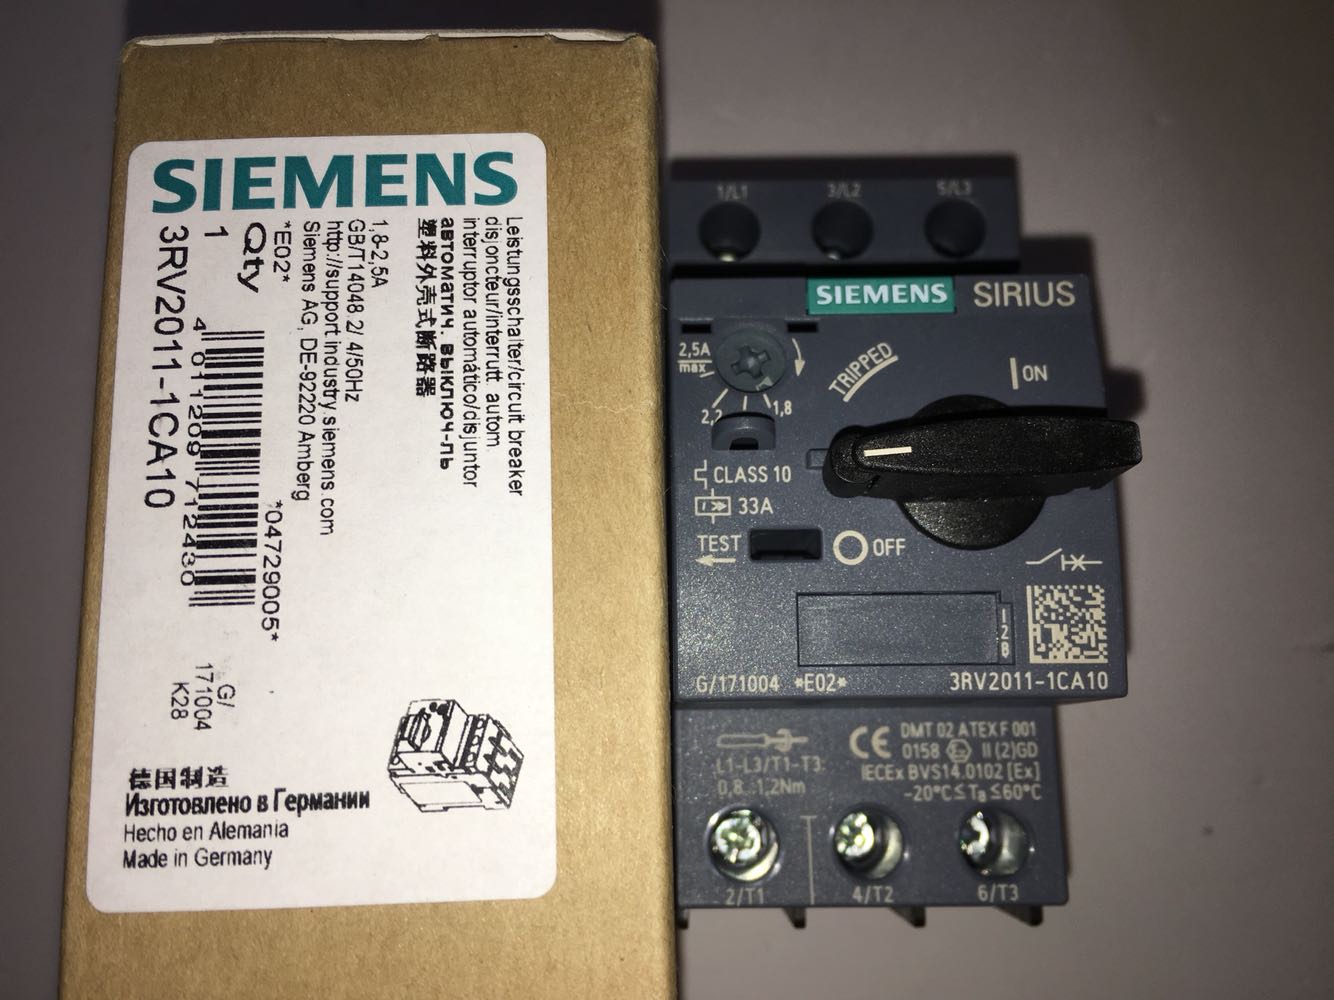 SIEMENS
Leistungsschalter/circuit breaker
disjoncteur/interrutt. autom.
interruptor automático/disjuntor
автоматич. выключ-ль
塑料外壳式断路器
1,8-2,5A
GB/T14048.2/ 4/50Hz
http://support.industry.siemens.com
Siemens AG, DE-92220 Amberg
*E02*
*04729005*
Qty
1
4 011209 712430
3RV2011-1CA10
G/
171004
K28
德国制造
Изготовлено в Германии
Hecho en Alemania
Made in Germany
1/L1
3/L2
5/L3
SIEMENS SIRIUS
2,5A
max
2,2
1,8
TRIPPED
ON
CLASS 10
33A
TEST
OFF
128
G/171004 *E02*
3RV2011-1CA10
L1-L3/T1-T3:
0,8...1,2Nm
CE DMT 02 ATEX F 001
0158 Ex II (2)GD
IECEx BVS14.0102 [Ex]
-20°C≤Ta≤60°C
2/T1
4/T2
6/T3